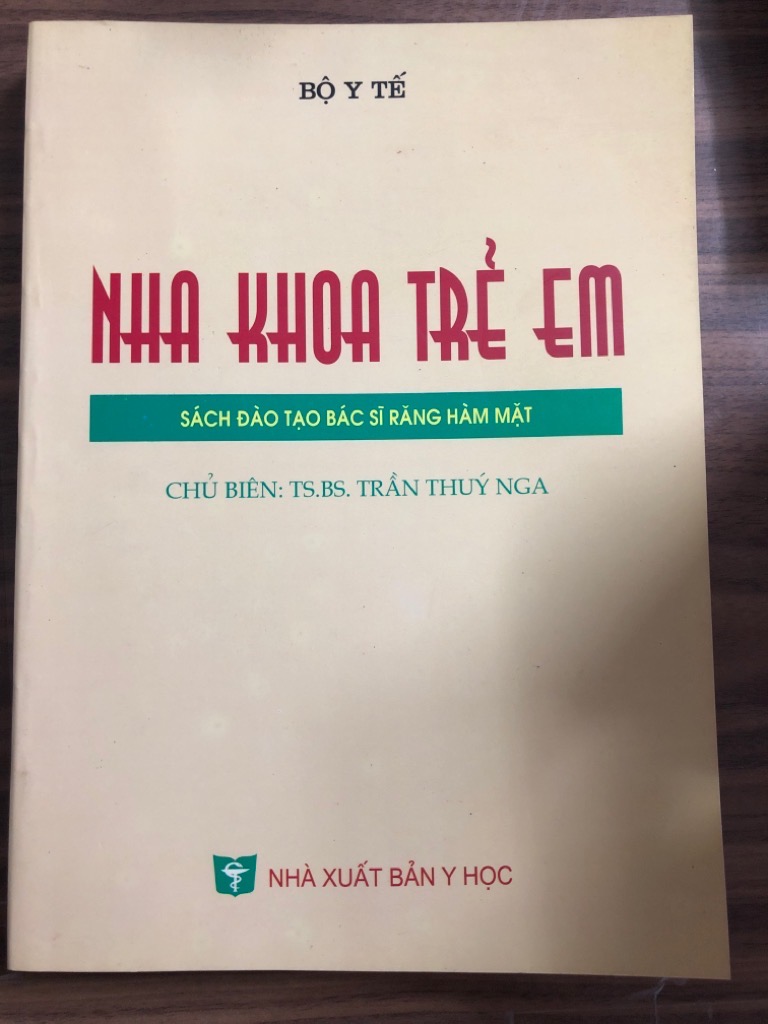 BỘ Y TẾ
NHA KHOA TRẺ EM
SÁCH ĐÀO TẠO BÁC SĨ RĂNG HÀM MẶT
CHỦ BIÊN: TS.BS. TRẦN THUÝ NGA
NHÀ XUẤT BẢN Y HỌC